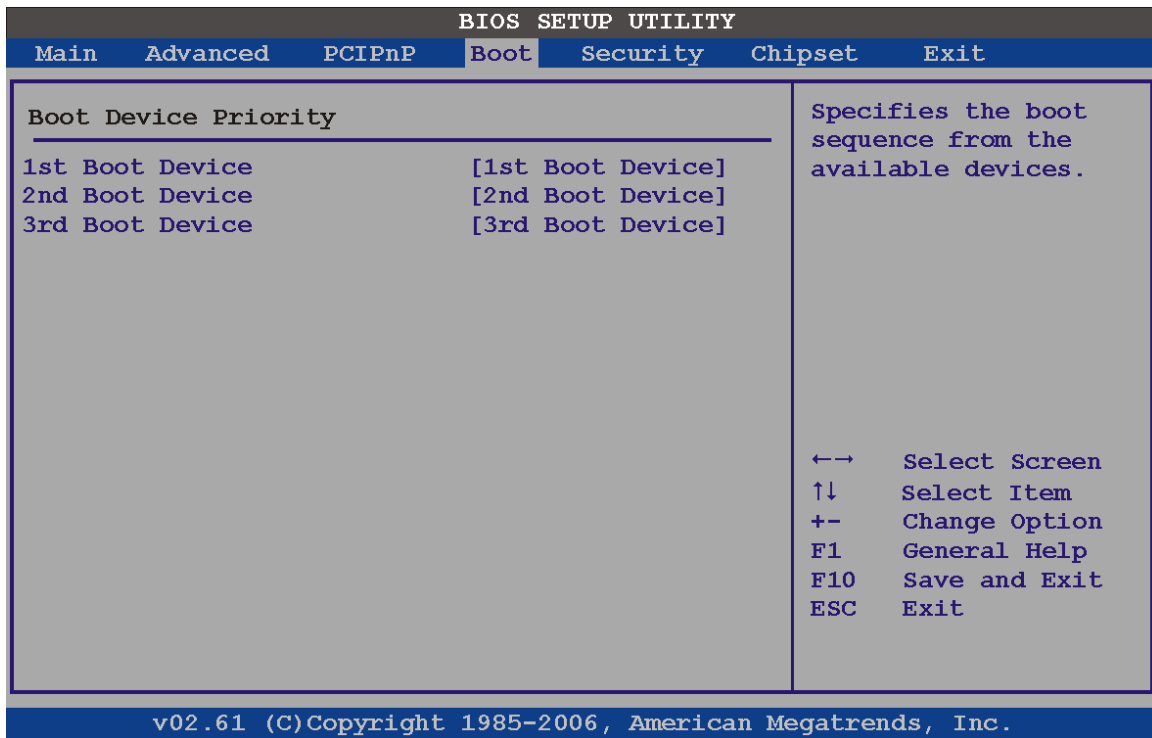 BIOS SETUP UTILITY
Main Advanced PCIPnP Boot Security Chipset Exit
Boot Device Priority
1st Boot Device [1st Boot Device]
2nd Boot Device [2nd Boot Device]
3rd Boot Device [3rd Boot Device]
Specifies the boot
sequence from the
available devices.
←→ Select Screen
↑↓ Select Item
+- Change Option
F1 General Help
F10 Save and Exit
ESC Exit
v02.61 (C)Copyright 1985-2006, American Megatrends, Inc.